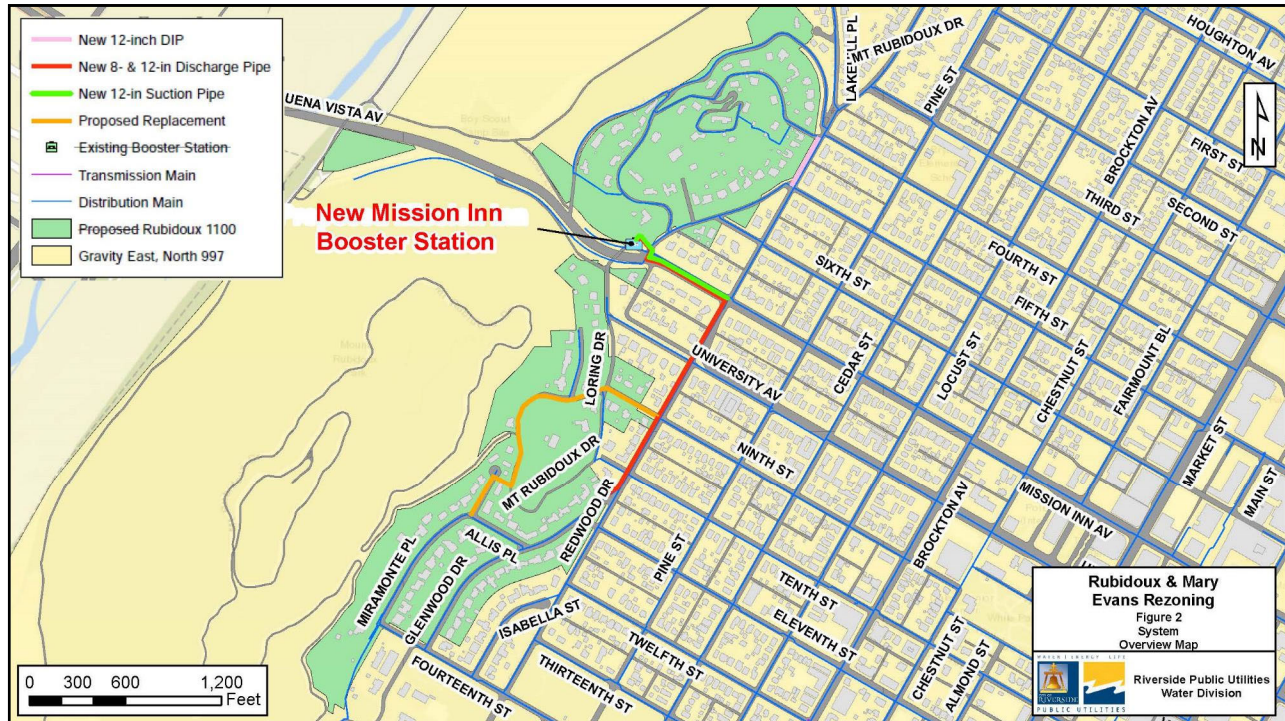 New 12-inch DIP
New 8- & 12-in Discharge Pipe
New 12-in Suction Pipe
Proposed Replacement
Existing Booster Station
Transmission Main
Distribution Main
Proposed Rubidoux 1100
Gravity East, North 997
UENA VISTA AV
LAKEHILL PL
MT RUBIDOUX DR
PINE ST
HOUGHTON AV
BROCKTON AV
FIRST ST
SECOND ST
THIRD ST
FOURTH ST
FIFTH ST
SIXTH ST
N
New Mission Inn
Booster Station
LORING DR
UNIVERSITY AV
CEDAR ST
LOCUST ST
CHESTNUT ST
FAIRMOUNT BL
MARKET ST
MAIN ST
MISSION INN AV
NINTH ST
MT RUBIDOUX DR
REDWOOD DR
PINE ST
BROCKTON AV
ALLIS PL
MIRAMONTE PL
GLENWOOD DR
ISABELLA ST
TENTH ST
ELEVENTH ST
TWELFTH ST
THIRTEENTH ST
FOURTEENTH ST
CHESTNUT ST
ALMOND ST
0 300 600 1,200
Feet
Rubidoux & Mary
Evans Rezoning
Figure 2
System
Overview Map
WATER | ENERGY | LIFE
RIVERSIDE
PUBLIC UTILITIES
Riverside Public Utilities
Water Division